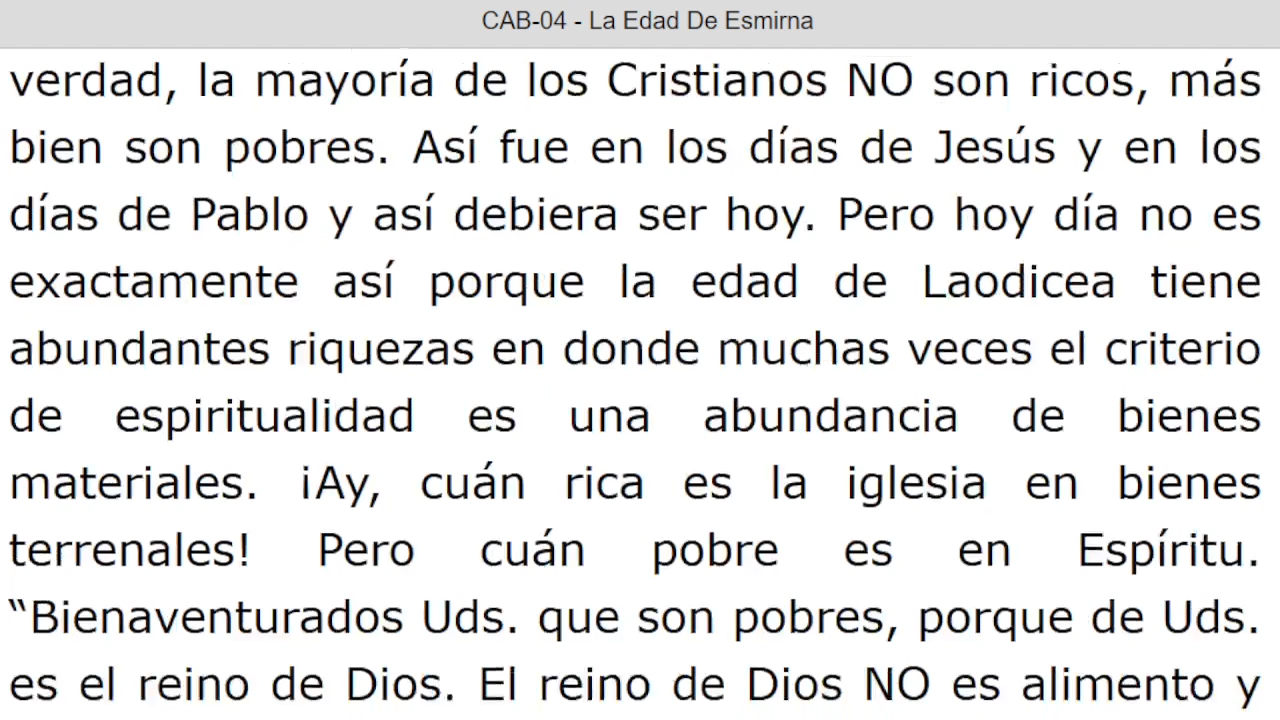 CAB-04 - La Edad De Esmirna
verdad, la mayoría de los Cristianos NO son ricos, más
bien son pobres. Así fue en los días de Jesús y en los
días de Pablo y así debiera ser hoy. Pero hoy día no es
exactamente así porque la edad de Laodicea tiene
abundantes riquezas en donde muchas veces el criterio
de espiritualidad es una abundancia de bienes
materiales. ¡Ay, cuán rica es la iglesia en bienes
terrenales! Pero cuán pobre es en Espíritu.
“Bienaventurados Uds. que son pobres, porque de Uds.
es el reino de Dios. El reino de Dios NO es alimento y